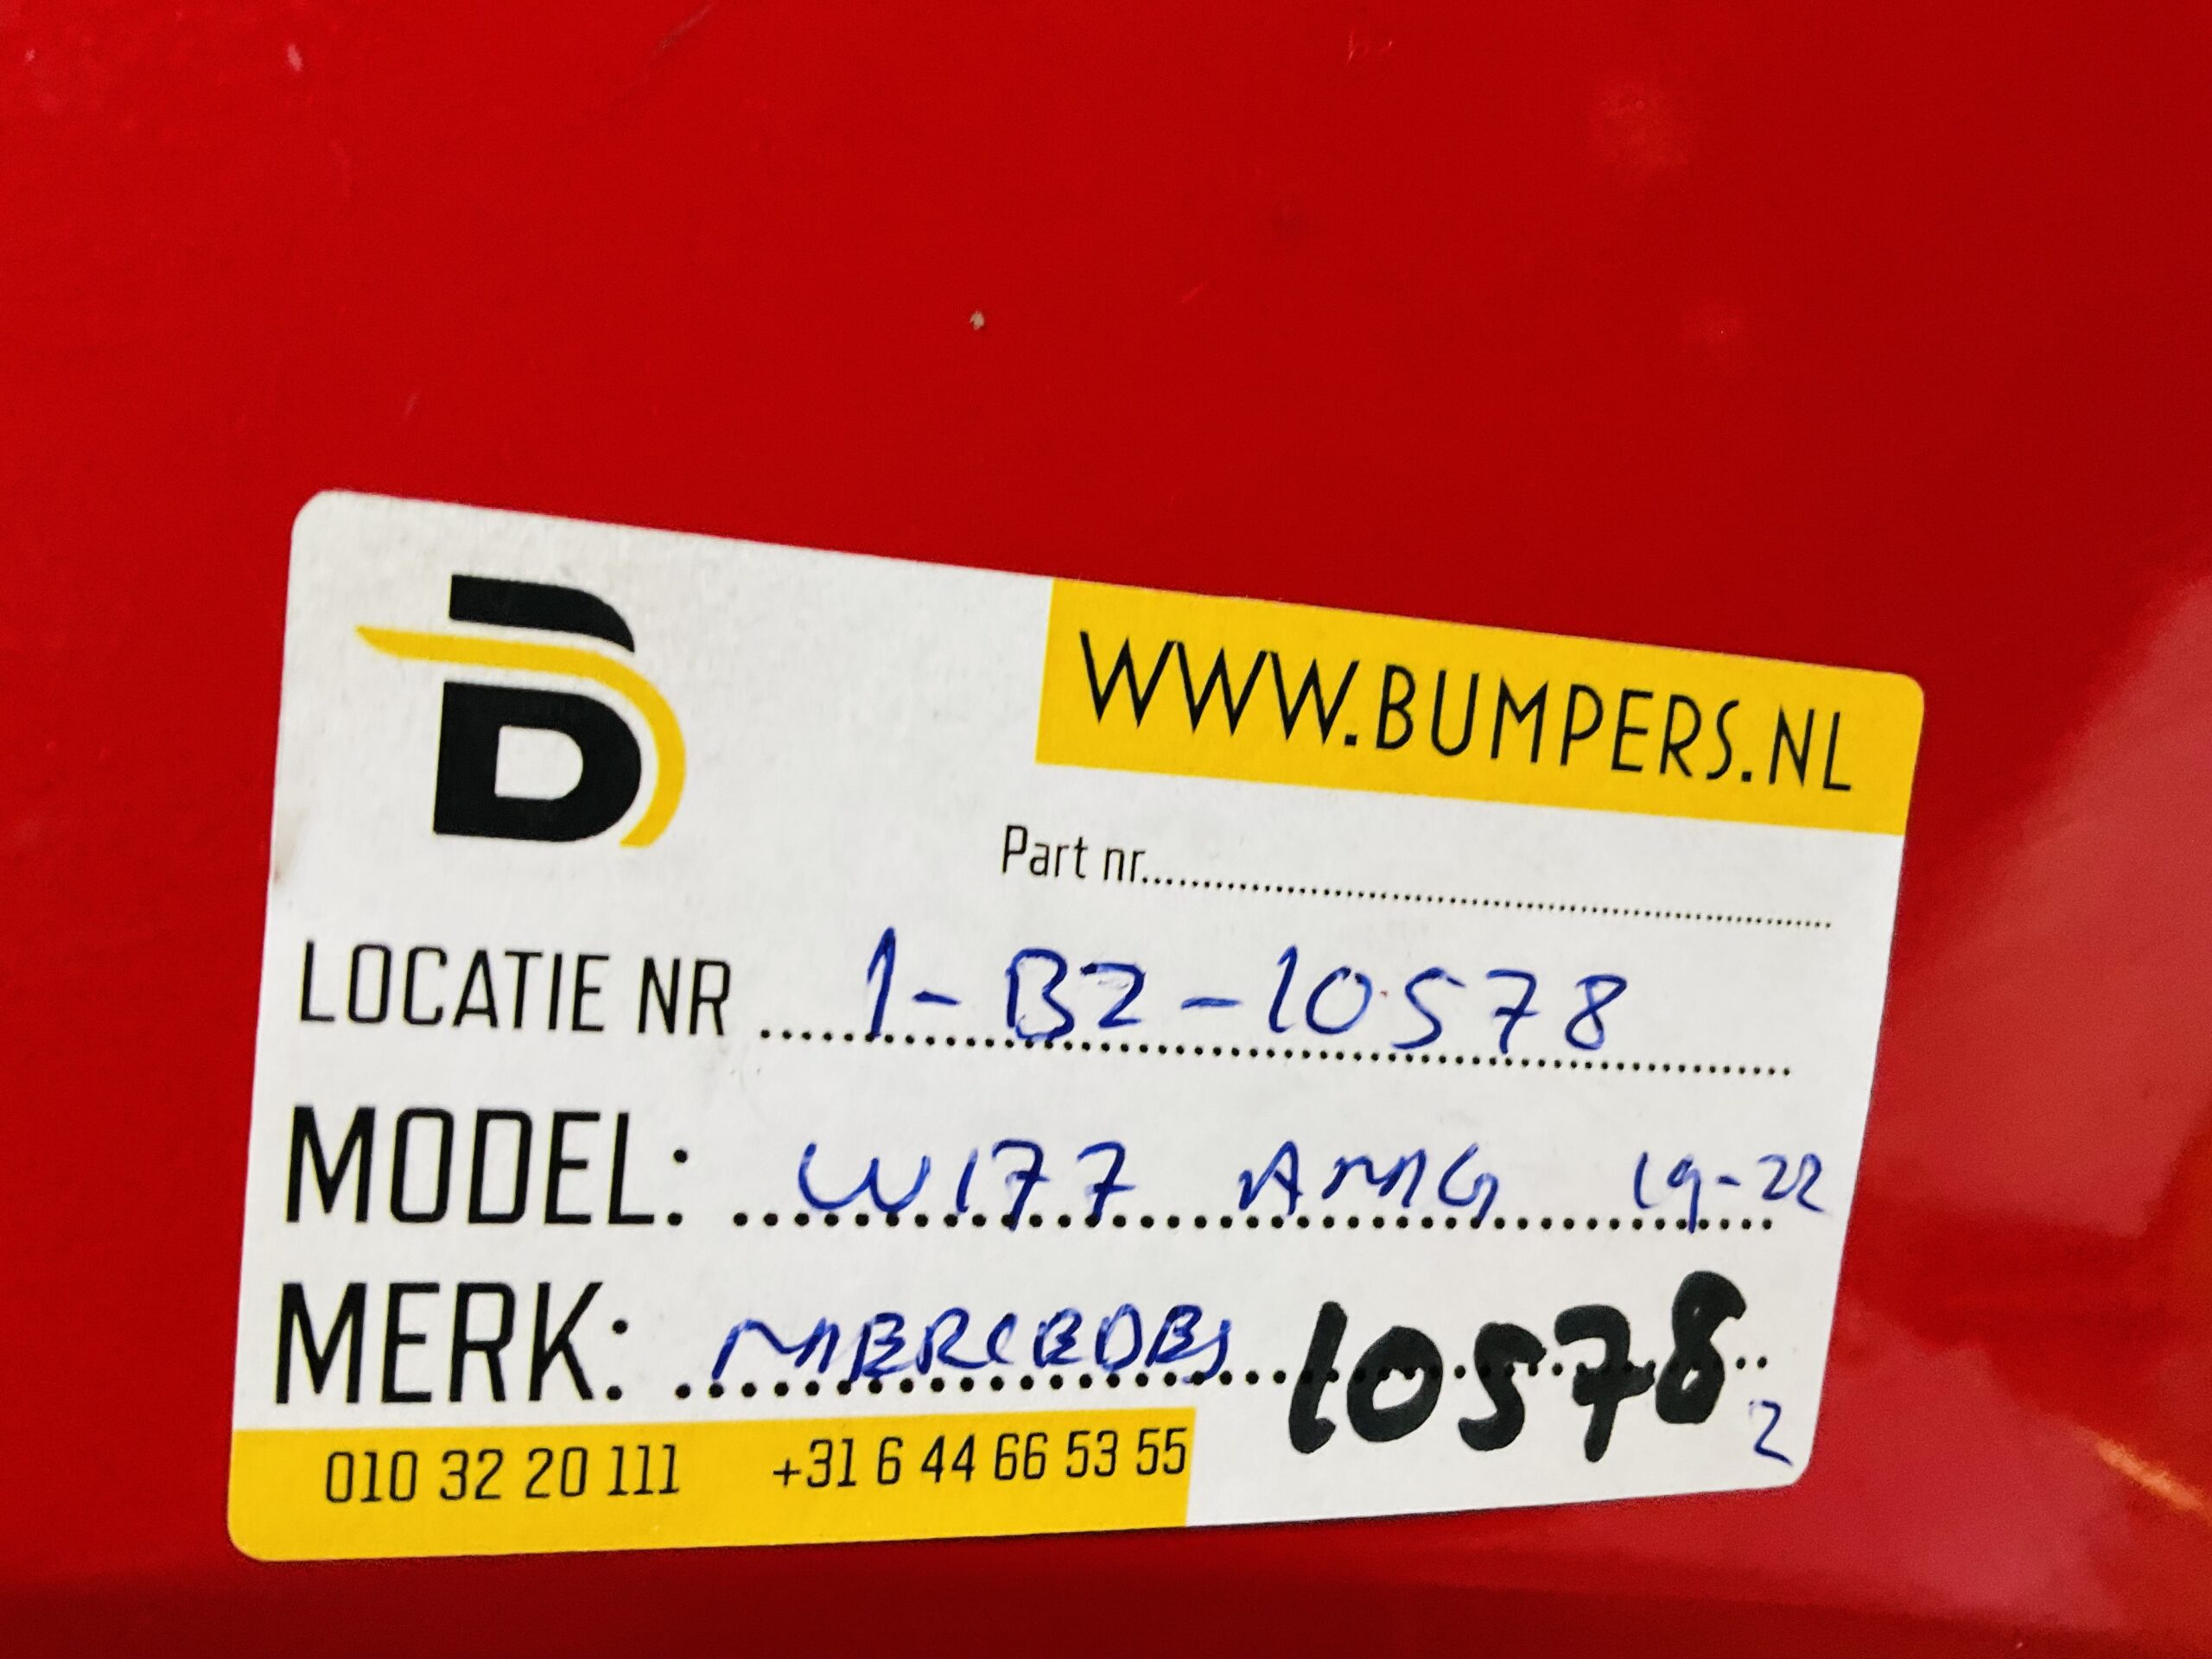 B
WWW.BUMPERS.NL
Part nr..........
LOCATIE NR 1-B2-10578
MODEL: W177 AMG 19-22
MERK: MERCEDES 10578
2
010 32 20 111 +31 6 44 66 53 55